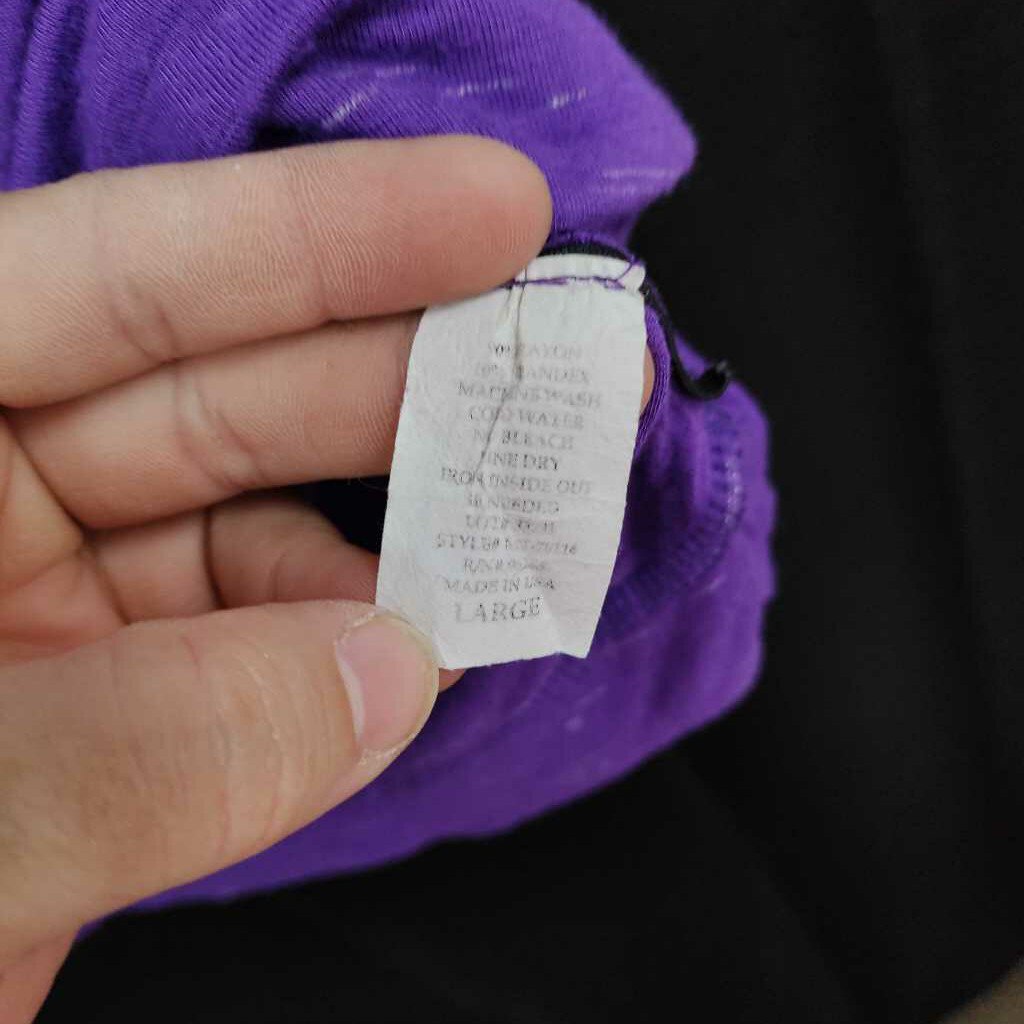 90% RAYON
10% SPANDEX
MACHINE WASH
COLD WATER
NO BLEACH
LINE DRY
IRON INSIDE OUT
IF NEEDED
STYLE#
MADE IN USA
LARGE